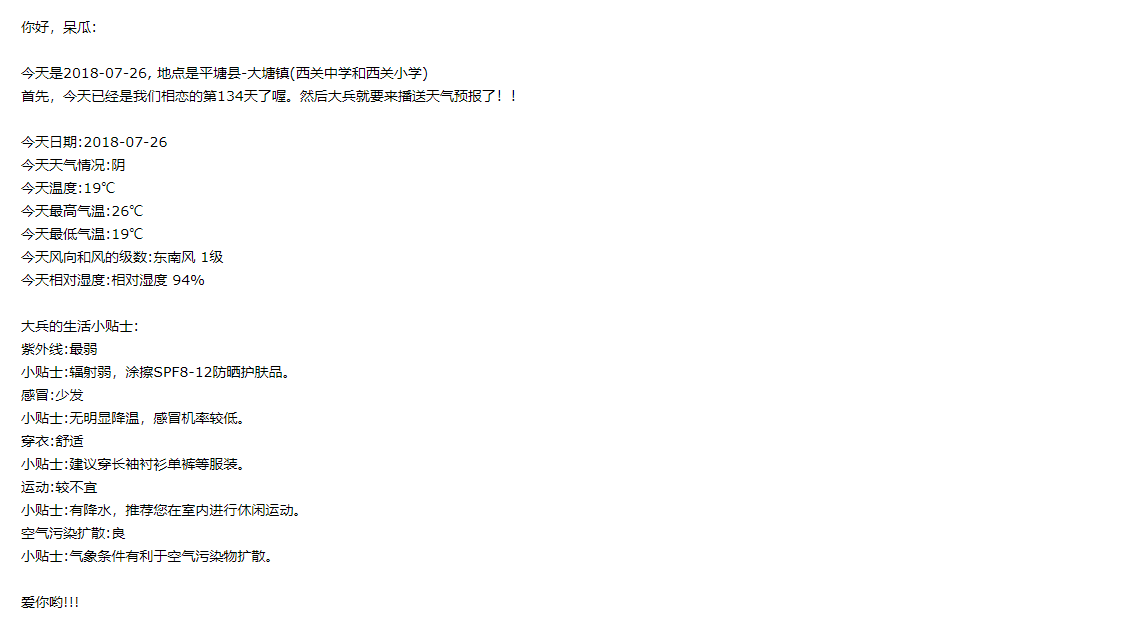 你好，呆瓜:
今天是2018-07-26, 地点是平塘县-大塘镇(西关中学和西关小学)
首先，今天已经是我们相恋的第134天了喔。然后大兵就要来播送天气预报了！！
今天日期:2018-07-26
今天天气情况:阴
今天温度:19℃
今天最高气温:26℃
今天最低气温:19℃
今天风向和风的级数:东南风 1级
今天相对湿度:相对湿度 94%
大兵的生活小贴士:
紫外线:最弱
小贴士:辐射弱，涂擦SPF8-12防晒护肤品。
感冒:少发
小贴士:无明显降温，感冒机率较低。
穿衣:舒适
小贴士:建议穿长袖衬衫单裤等服装。
运动:较不宜
小贴士:有降水，推荐您在室内进行休闲运动。
空气污染扩散:良
小贴士:气象条件有利于空气污染物扩散。
爱你哟!!!